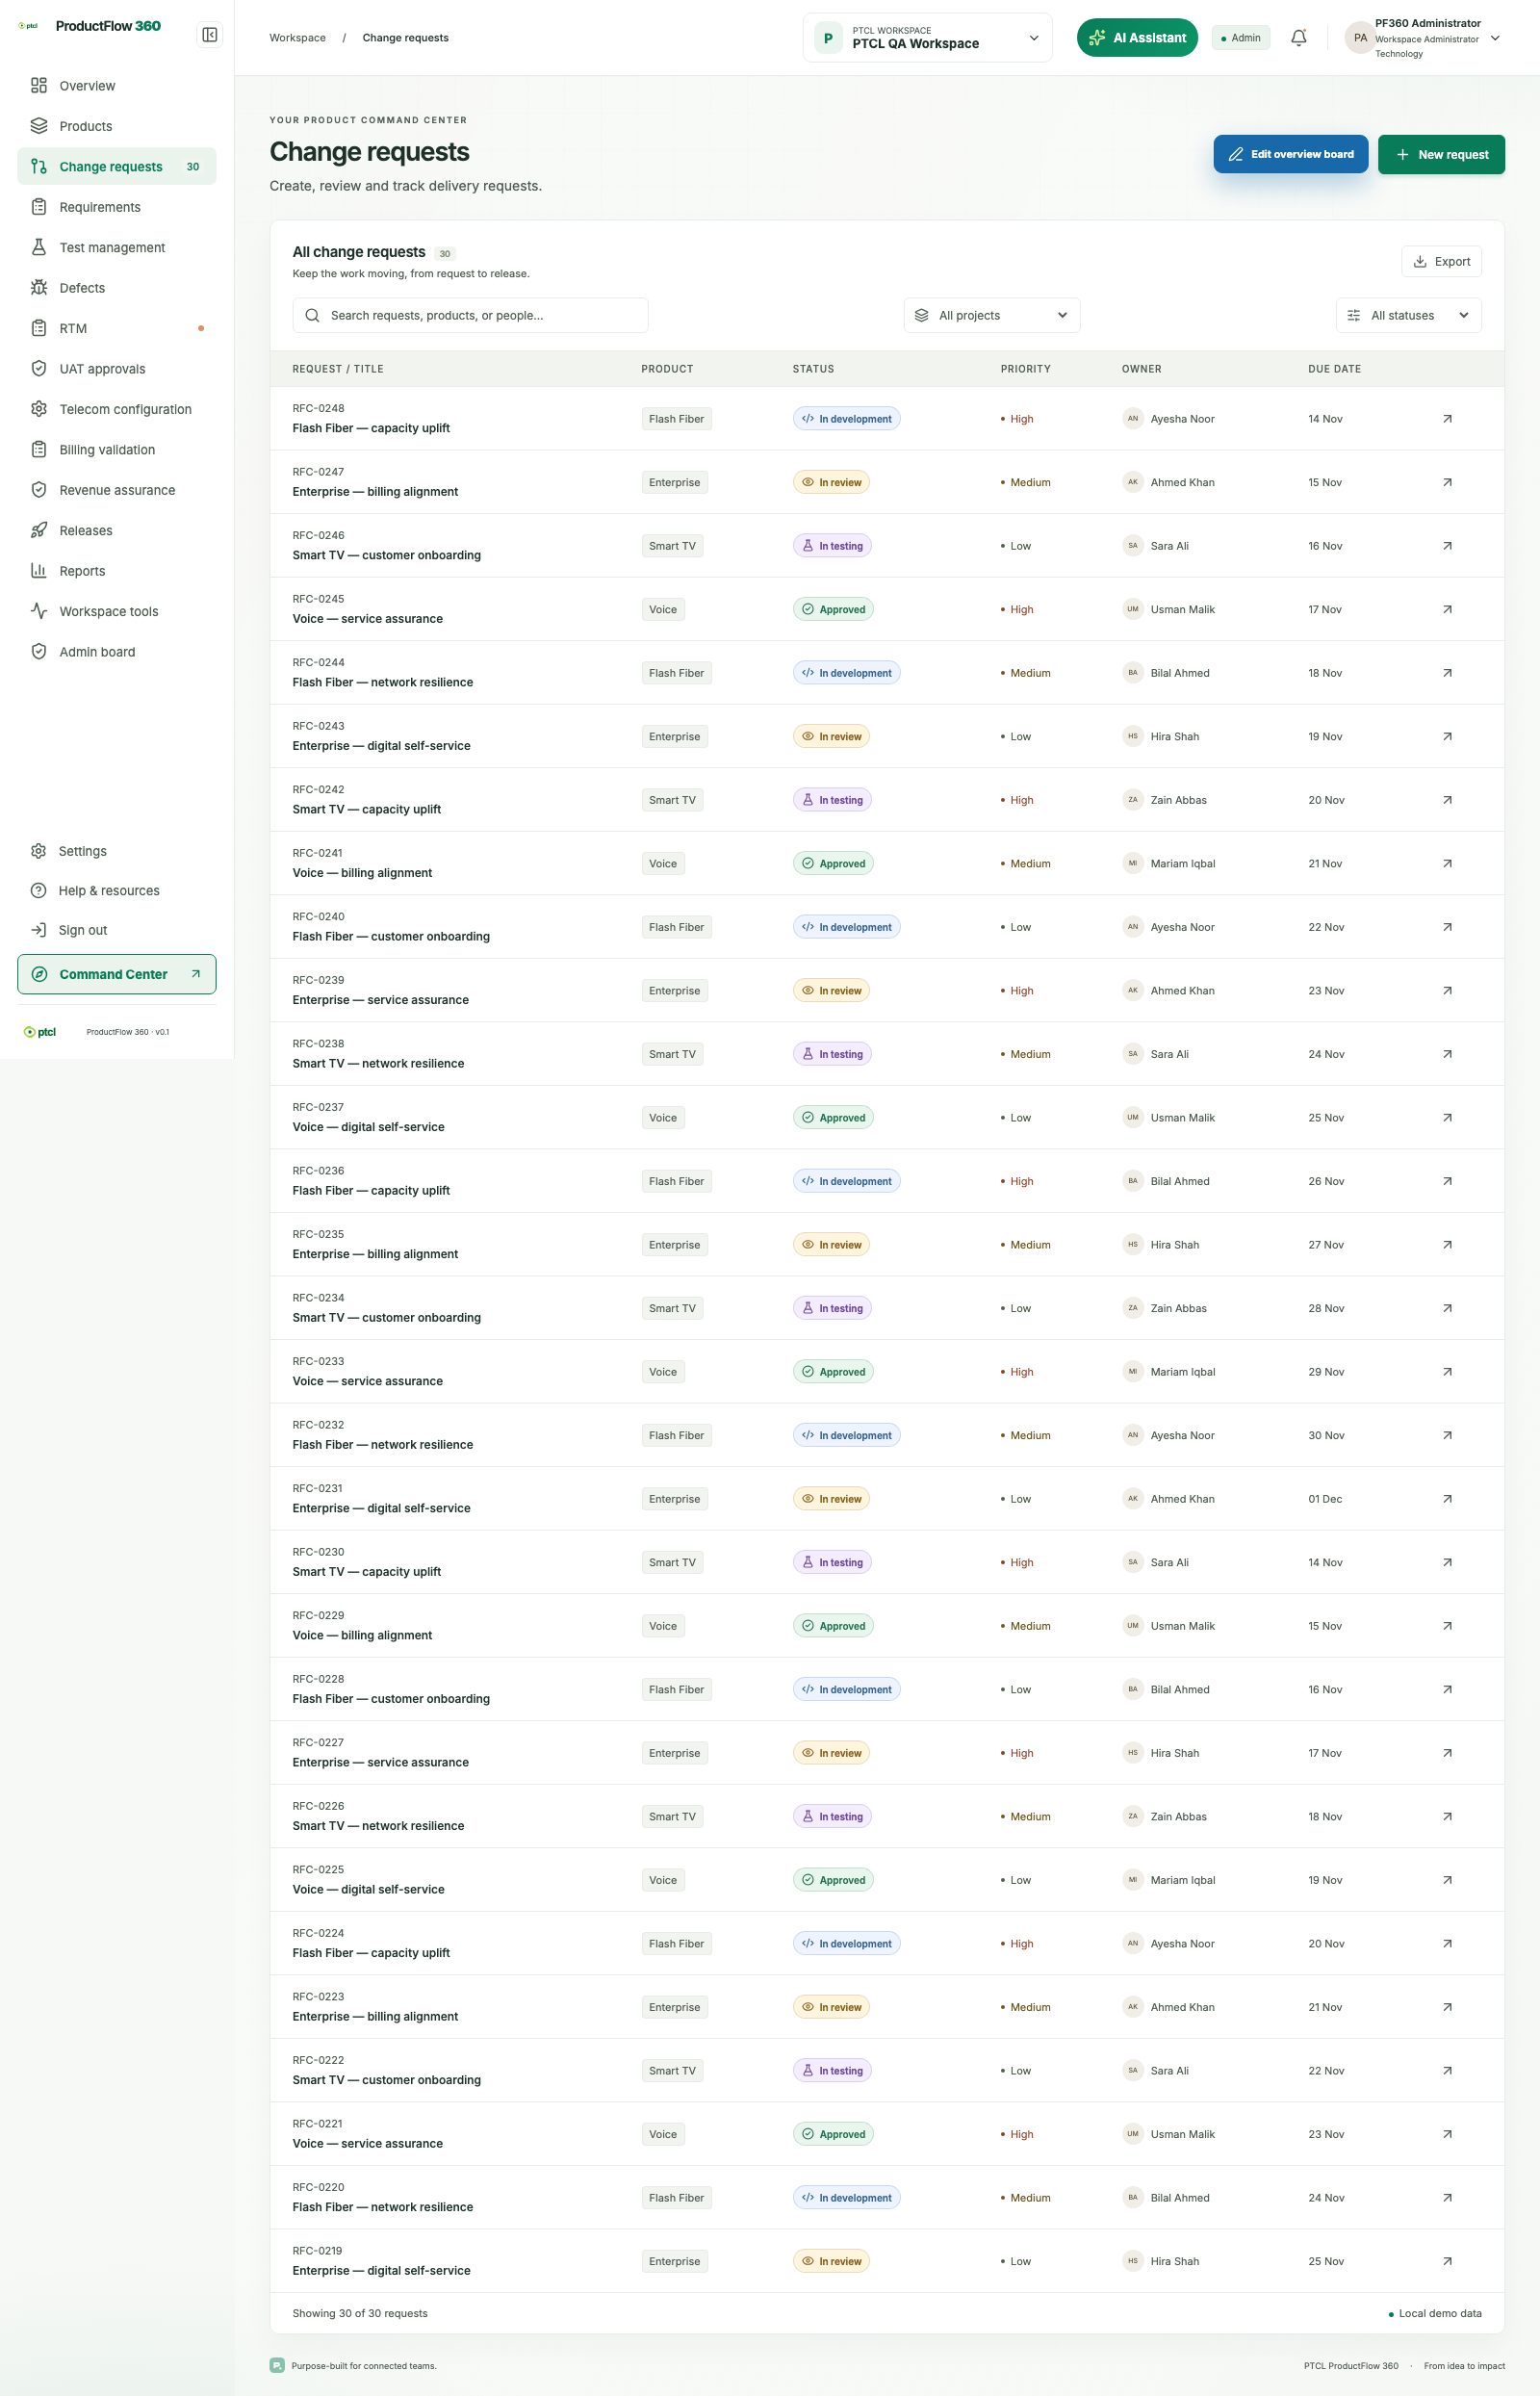 ptcl ProductFlow 360
Overview
Products
Change requests 30
Requirements
Test management
Defects
RTM
UAT approvals
Telecom configuration
Billing validation
Revenue assurance
Releases
Reports
Workspace tools
Admin board
Settings
Help & resources
Sign out
Command Center
ptcl ProductFlow 360 · v0.1
Workspace / Change requests
P
PTCL WORKSPACE
PTCL QA Workspace
AI Assistant
Admin
PA
PF360 Administrator
Workspace Administrator
Technology
YOUR PRODUCT COMMAND CENTER
Change requests
Create, review and track delivery requests.
Edit overview board
New request
All change requests 30
Keep the work moving, from request to release.
Export
Search requests, products, or people...
All projects
All statuses
REQUEST / TITLE PRODUCT STATUS PRIORITY OWNER DUE DATE
RFC-0248
Flash Fiber — capacity uplift Flash Fiber In development High AN Ayesha Noor 14 Nov
RFC-0247
Enterprise — billing alignment Enterprise In review Medium AK Ahmed Khan 15 Nov
RFC-0246
Smart TV — customer onboarding Smart TV In testing Low SA Sara Ali 16 Nov
RFC-0245
Voice — service assurance Voice Approved High UM Usman Malik 17 Nov
RFC-0244
Flash Fiber — network resilience Flash Fiber In development Medium BA Bilal Ahmed 18 Nov
RFC-0243
Enterprise — digital self-service Enterprise In review Low HS Hira Shah 19 Nov
RFC-0242
Smart TV — capacity uplift Smart TV In testing High ZA Zain Abbas 20 Nov
RFC-0241
Voice — billing alignment Voice Approved Medium MI Mariam Iqbal 21 Nov
RFC-0240
Flash Fiber — customer onboarding Flash Fiber In development Low AN Ayesha Noor 22 Nov
RFC-0239
Enterprise — service assurance Enterprise In review High AK Ahmed Khan 23 Nov
RFC-0238
Smart TV — network resilience Smart TV In testing Medium SA Sara Ali 24 Nov
RFC-0237
Voice — digital self-service Voice Approved Low UM Usman Malik 25 Nov
RFC-0236
Flash Fiber — capacity uplift Flash Fiber In development High BA Bilal Ahmed 26 Nov
RFC-0235
Enterprise — billing alignment Enterprise In review Medium HS Hira Shah 27 Nov
RFC-0234
Smart TV — customer onboarding Smart TV In testing Low ZA Zain Abbas 28 Nov
RFC-0233
Voice — service assurance Voice Approved High MI Mariam Iqbal 29 Nov
RFC-0232
Flash Fiber — network resilience Flash Fiber In development Medium AN Ayesha Noor 30 Nov
RFC-0231
Enterprise — digital self-service Enterprise In review Low AK Ahmed Khan 01 Dec
RFC-0230
Smart TV — capacity uplift Smart TV In testing High SA Sara Ali 14 Nov
RFC-0229
Voice — billing alignment Voice Approved Medium UM Usman Malik 15 Nov
RFC-0228
Flash Fiber — customer onboarding Flash Fiber In development Low BA Bilal Ahmed 16 Nov
RFC-0227
Enterprise — service assurance Enterprise In review High HS Hira Shah 17 Nov
RFC-0226
Smart TV — network resilience Smart TV In testing Medium ZA Zain Abbas 18 Nov
RFC-0225
Voice — digital self-service Voice Approved Low MI Mariam Iqbal 19 Nov
RFC-0224
Flash Fiber — capacity uplift Flash Fiber In development High AN Ayesha Noor 20 Nov
RFC-0223
Enterprise — billing alignment Enterprise In review Medium AK Ahmed Khan 21 Nov
RFC-0222
Smart TV — customer onboarding Smart TV In testing Low SA Sara Ali 22 Nov
RFC-0221
Voice — service assurance Voice Approved High UM Usman Malik 23 Nov
RFC-0220
Flash Fiber — network resilience Flash Fiber In development Medium BA Bilal Ahmed 24 Nov
RFC-0219
Enterprise — digital self-service Enterprise In review Low HS Hira Shah 25 Nov
Showing 30 of 30 requests Local demo data
P Purpose-built for connected teams. PTCL ProductFlow 360 · From idea to impact